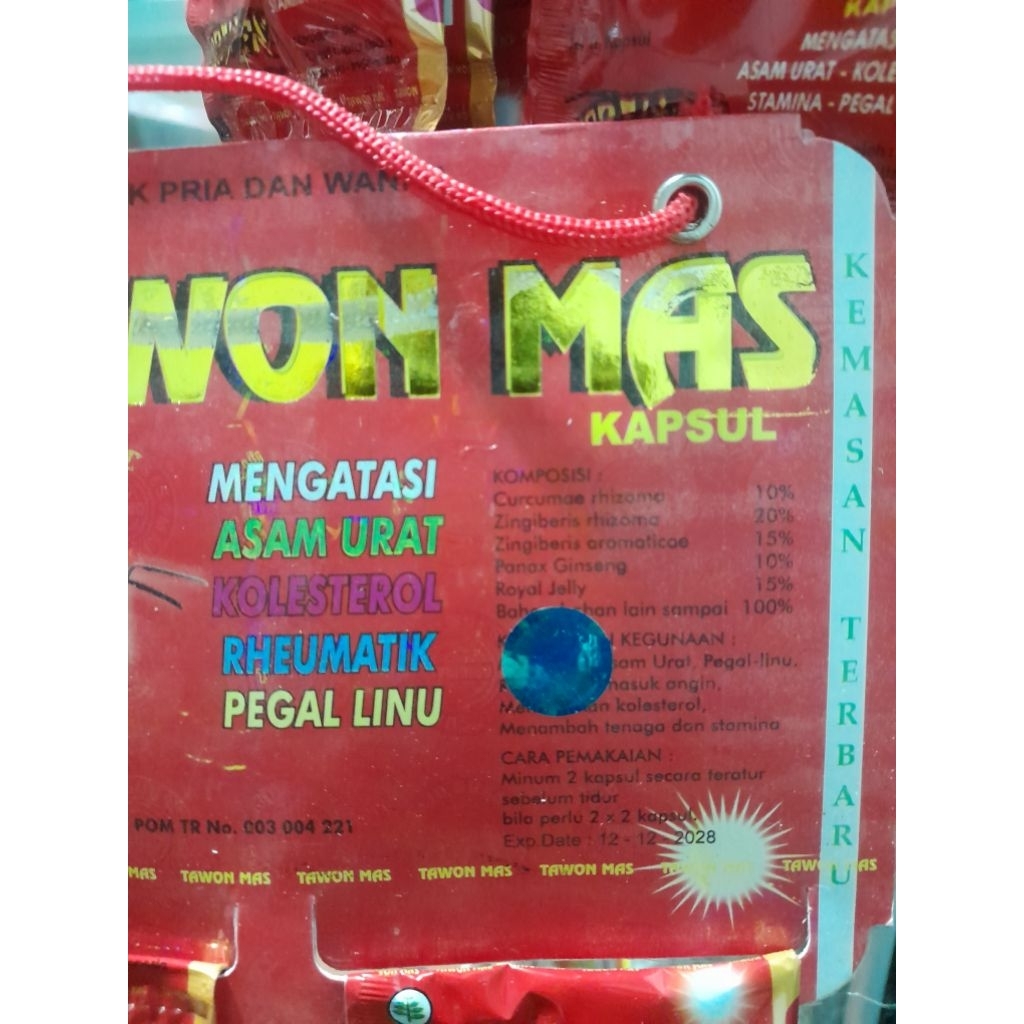 MENGATAS
ASAM URAT - KOLE
STAMINA - PEGAL
K PRIA DAN WAN
WON MAS
KAPSUL
MENGATASI
ASAM URAT
KOLESTEROL
RHEUMATIK
PEGAL LINU
KOMPOSISI :
Curcumae rhizoma 10%
Zingiberis rhizoma 20%
Zingiberis aromaticae 15%
Panax Ginseng 10%
Royal Jelly 15%
lain sampai 100%
KEGUNAAN :
sam Urat, Pegal-linu,
masuk angin,
kolesterol,
Menambah tenaga dan stamina
CARA PEMAKAIAN :
Minum 2 kapsul secara teratur
sebelum tidur
bila perlu 2 x 2 kapsul.
Exp.Date : 12 - 12 - 2028
POM TR No. 003 004 221
MAS TAWON MAS TAWON MAS TAWON MAS TAWON MAS TAWON MAS TAWON MAS
KEMASAN TERBARU